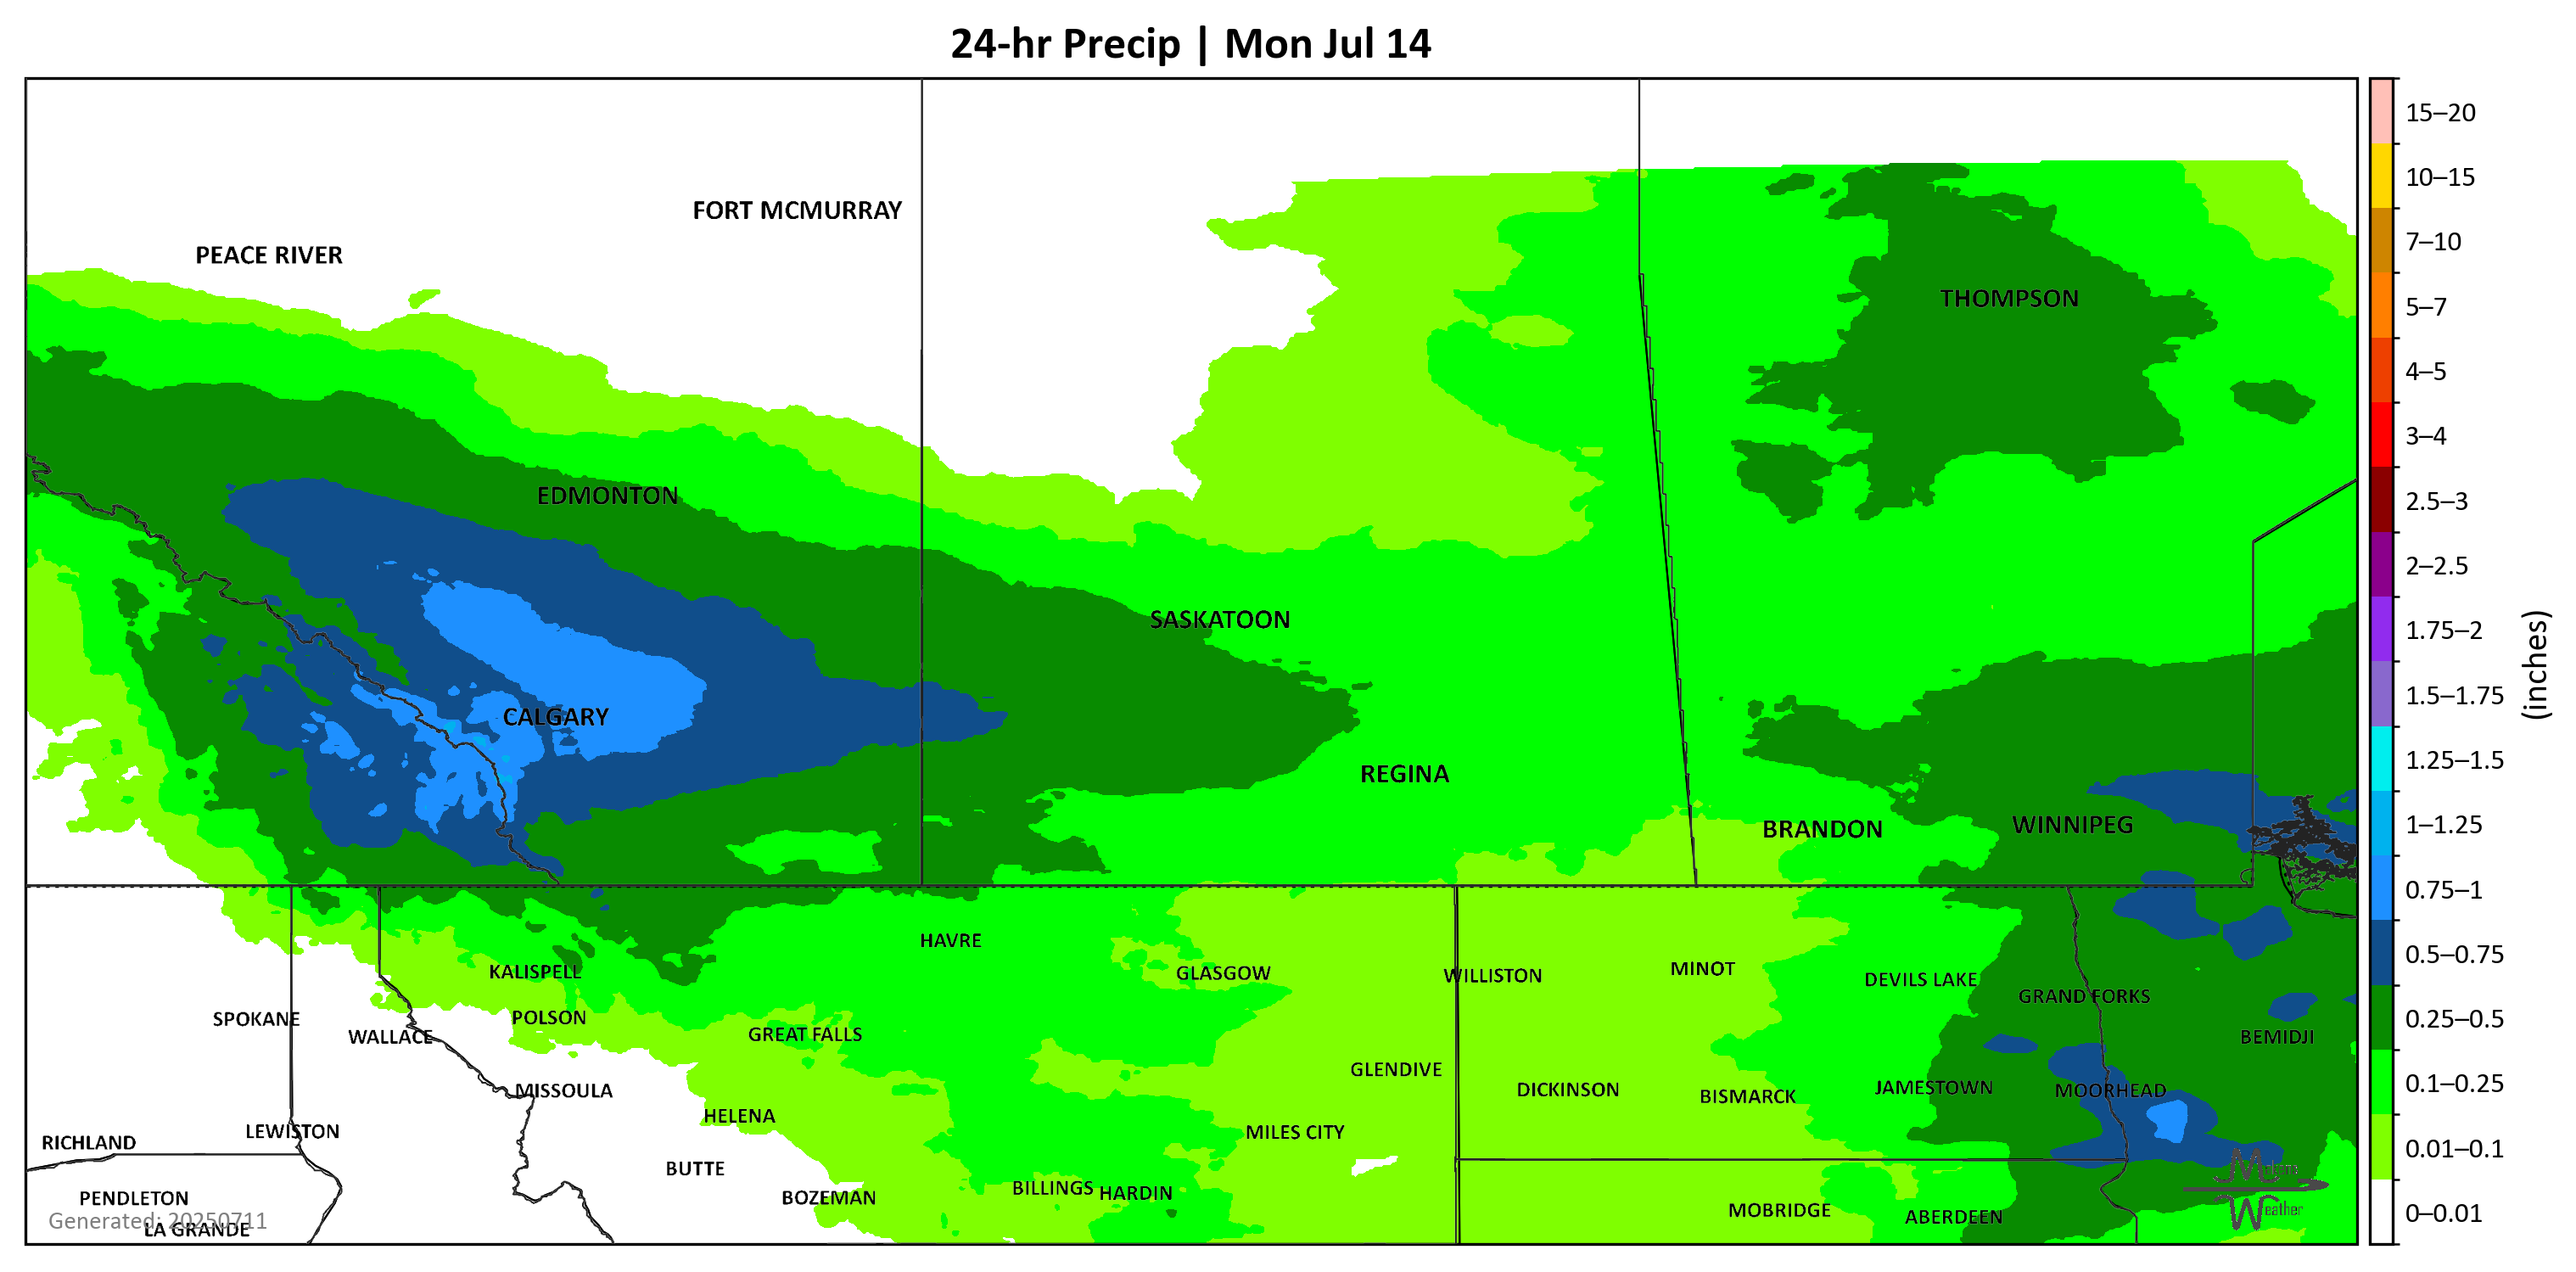 24-hr Precip | Mon Jul 14
15–20
10–15
7–10
5–7
4–5
3–4
2.5–3
2–2.5
1.75–2
1.5–1.75
1.25–1.5
1–1.25
0.75–1
0.5–0.75
0.25–0.5
0.1–0.25
0.01–0.1
0–0.01
(inches)
FORT MCMURRAY
PEACE RIVER
THOMPSON
EDMONTON
SASKATOON
CALGARY
REGINA
BRANDON
WINNIPEG
HAVRE
KALISPELL
GLASGOW
WILLISTON
MINOT
DEVILS LAKE
GRAND FORKS
SPOKANE
WALLACE
POLSON
GREAT FALLS
BEMIDJI
GLENDIVE
MISSOULA
DICKINSON
BISMARCK
JAMESTOWN
MOORHEAD
HELENA
RICHLAND
LEWISTON
MILES CITY
BUTTE
PENDLETON
BOZEMAN
BILLINGS
HARDIN
MOBRIDGE
ABERDEEN
Generated: 20250711
LA GRANDE
Weather